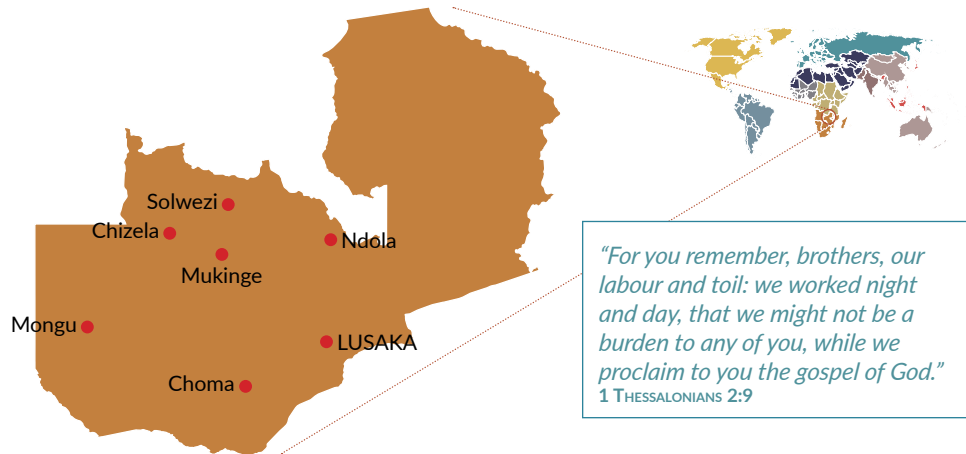 Solwezi
Chizela
Ndola
Mukinge
Mongu
LUSAKA
Choma
“For you remember, brothers, our
labour and toil: we worked night
and day, that we might not be a
burden to any of you, while we
proclaim to you the gospel of God.”
1 Thessalonians 2:9